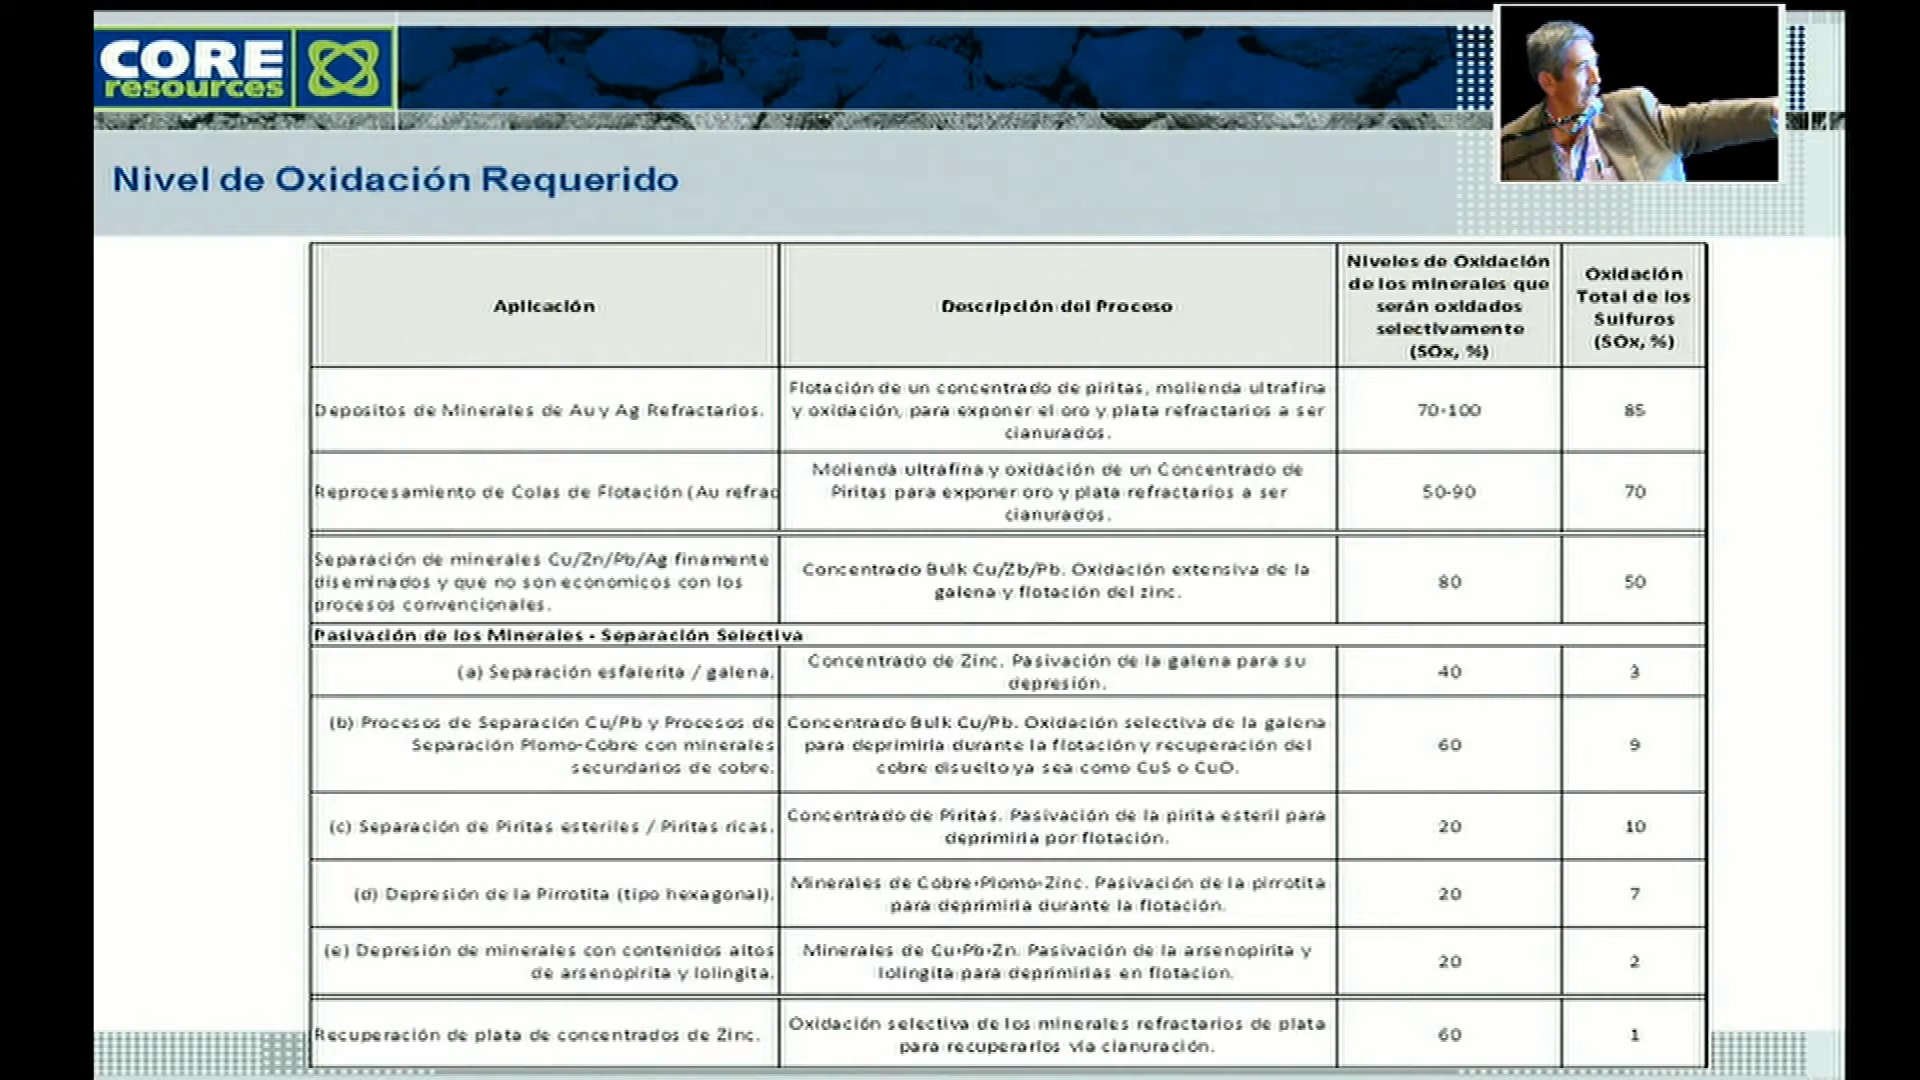 CORE
resources
Nivel de Oxidación Requerido
Aplicación
Descripción del Proceso
Niveles de Oxidación
de los minerales que
serán oxidados
selectivamente
(SOx, %)
Oxidación
Total de los
Sulfuros
(SOx, %)
Depositos de Minerales de Au y Ag Refractarios.
Flotación de un concentrado de piritas, molienda ultrafina
y oxidación, para exponer el oro y plata refractarios a ser
cianurados.
70-100
85
Reprocesamiento de Colas de Flotación (Au refrac
Molienda ultrafina y oxidación de un Concentrado de
Piritas para exponer oro y plata refractarios a ser
cianurados.
50-90
70
Separación de minerales Cu/Zn/Pb/Ag finamente
diseminados y que no son economicos con los
procesos convencionales.
Concentrado Bulk Cu/Zb/Pb. Oxidación extensiva de la
galena y flotación del zinc.
80
50
Pasivación de los Minerales - Separación Selectiva
(a) Separación esfalerita / galena.
Concentrado de Zinc. Pasivación de la galena para su
depresión.
40
3
(b) Procesos de Separación Cu/Pb y Procesos de
Separación Plomo-Cobre con minerales
secundarios de cobre.
Concentrado Bulk Cu/Pb. Oxidación selectiva de la galena
para deprimirla durante la flotación y recuperación del
cobre disuelto ya sea como CuS o CuO.
60
9
(c) Separación de Piritas esteriles / Piritas ricas.
Concentrado de Piritas. Pasivación de la pirita esteril para
deprimirla por flotación.
20
10
(d) Depresión de la Pirrotita (tipo hexagonal).
Minerales de Cobre-Plomo-Zinc. Pasivación de la pirrotita
para deprimirla durante la flotación.
20
7
(e) Depresión de minerales con contenidos altos
de arsenopirita y lolingita.
Minerales de Cu-Pb-Zn. Pasivación de la arsenopirita y
lolingita para deprimirlas en flotacion.
20
2
Recuperación de plata de concentrados de Zinc.
Oxidación selectiva de los minerales refractarios de plata
para recuperarlos via cianuración.
60
1